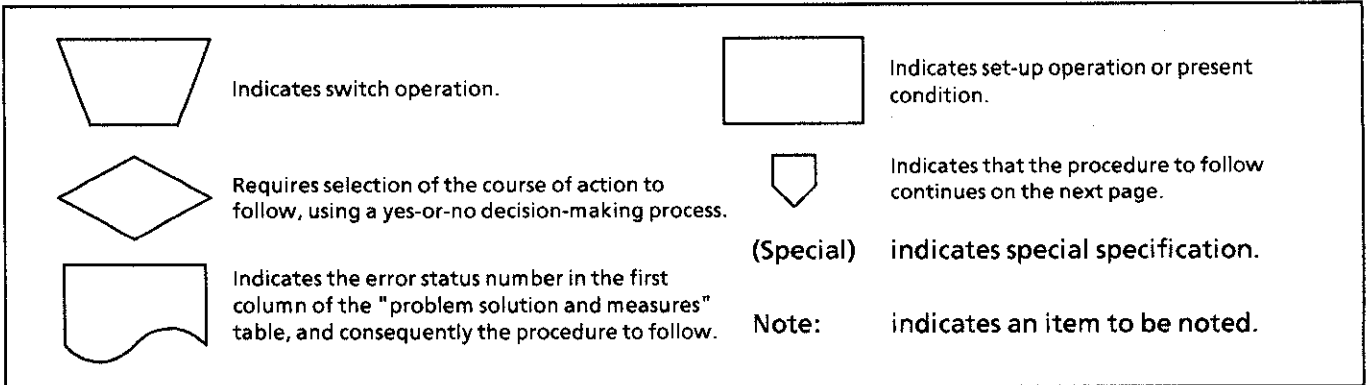 Indicates switch operation.
Requires selection of the course of action to
follow, using a yes-or-no decision-making process.
Indicates the error status number in the first
column of the "problem solution and measures"
table, and consequently the procedure to follow.
Indicates set-up operation or present
condition.
Indicates that the procedure to follow
continues on the next page.
(Special) indicates special specification.
Note: indicates an item to be noted.